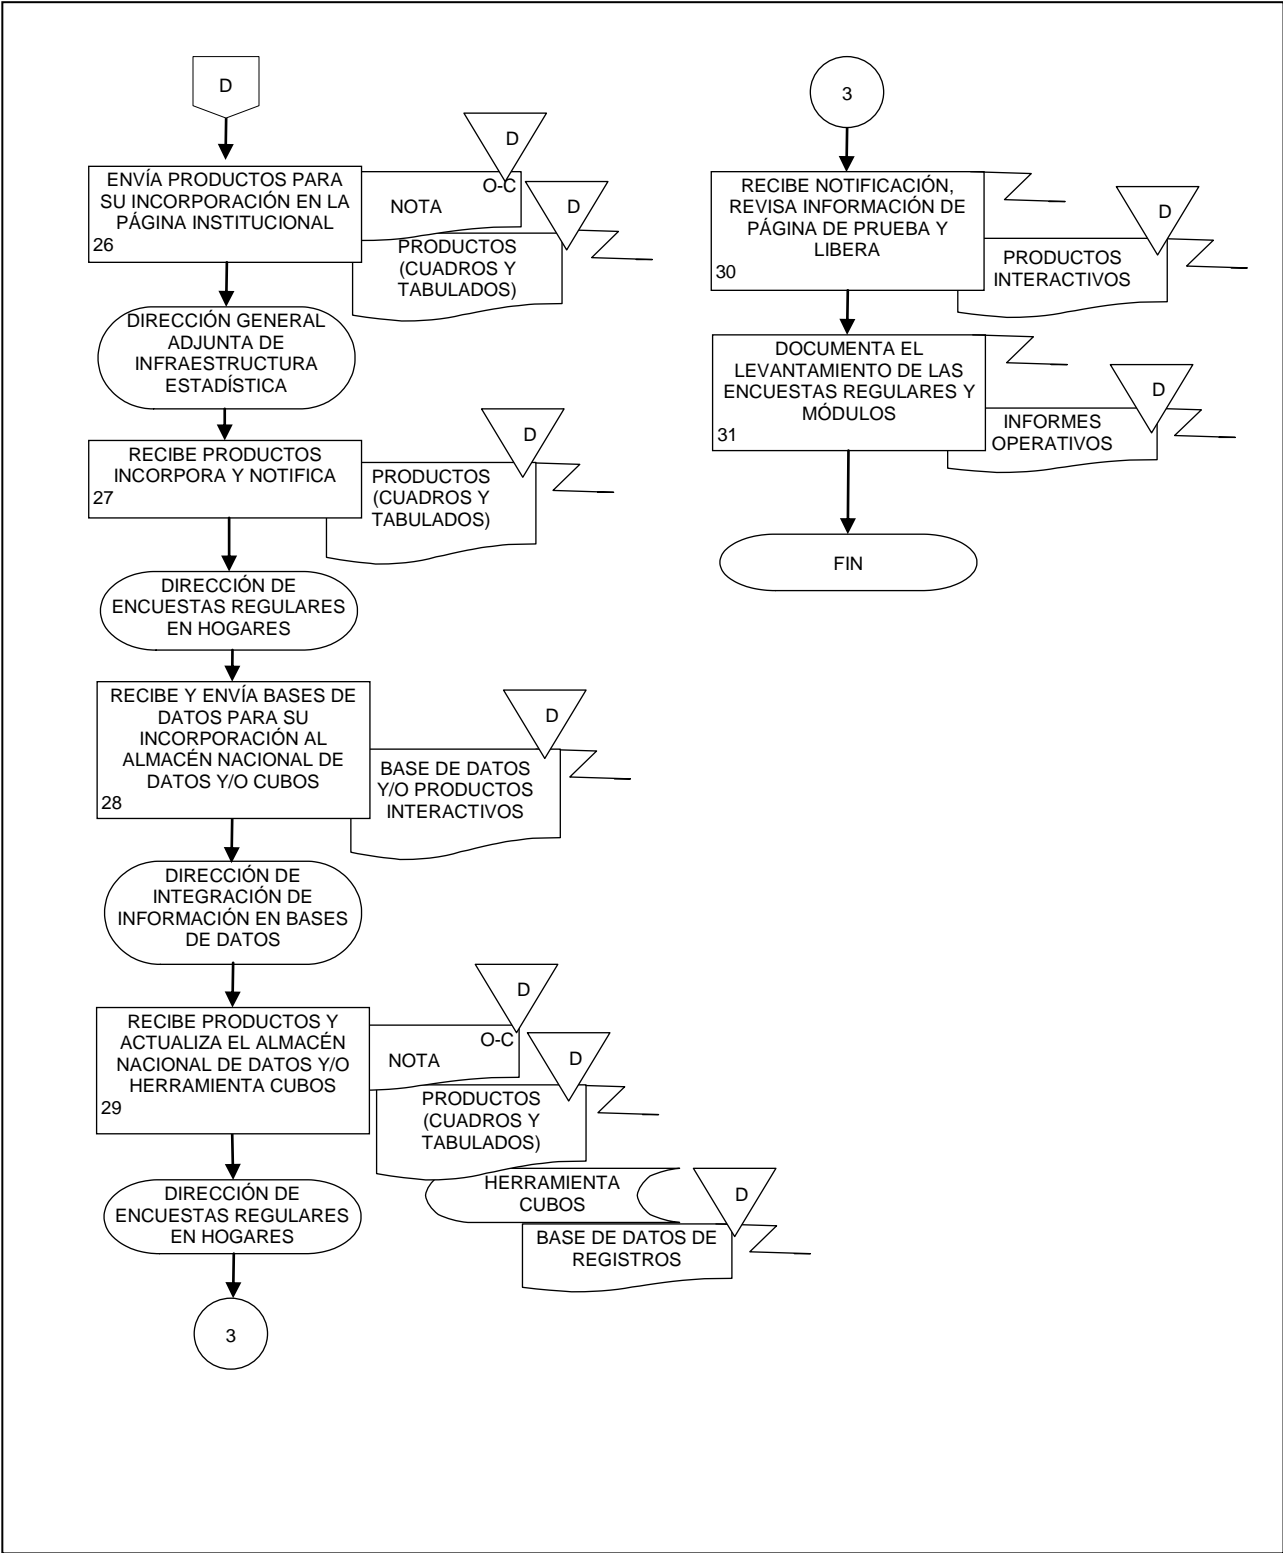 D
D
ENVÍA PRODUCTOS PARA
SU INCORPORACIÓN EN LA
PÁGINA INSTITUCIONAL
26
O-C
NOTA
D
PRODUCTOS
(CUADROS Y
TABULADOS)
DIRECCIÓN GENERAL
ADJUNTA DE
INFRAESTRUCTURA
ESTADÍSTICA
RECIBE PRODUCTOS
INCORPORA Y NOTIFICA
27
D
PRODUCTOS
(CUADROS Y
TABULADOS)
DIRECCIÓN DE
ENCUESTAS REGULARES
EN HOGARES
RECIBE Y ENVÍA BASES DE
DATOS PARA SU
INCORPORACIÓN AL
ALMACÉN NACIONAL DE
DATOS Y/O CUBOS
28
D
BASE DE DATOS
Y/O PRODUCTOS
INTERACTIVOS
DIRECCIÓN DE
INTEGRACIÓN DE
INFORMACIÓN EN BASES
DE DATOS
RECIBE PRODUCTOS Y
ACTUALIZA EL ALMACÉN
NACIONAL DE DATOS Y/O
HERRAMIENTA CUBOS
29
D
O-C
NOTA
D
PRODUCTOS
(CUADROS Y
TABULADOS)
HERRAMIENTA
CUBOS
D
BASE DE DATOS DE
REGISTROS
DIRECCIÓN DE
ENCUESTAS REGULARES
EN HOGARES
3
3
RECIBE NOTIFICACIÓN,
REVISA INFORMACIÓN DE
PÁGINA DE PRUEBA Y
LIBERA
30
D
PRODUCTOS
INTERACTIVOS
DOCUMENTA EL
LEVANTAMIENTO DE LAS
ENCUESTAS REGULARES Y
MÓDULOS
31
D
INFORMES
OPERATIVOS
FIN